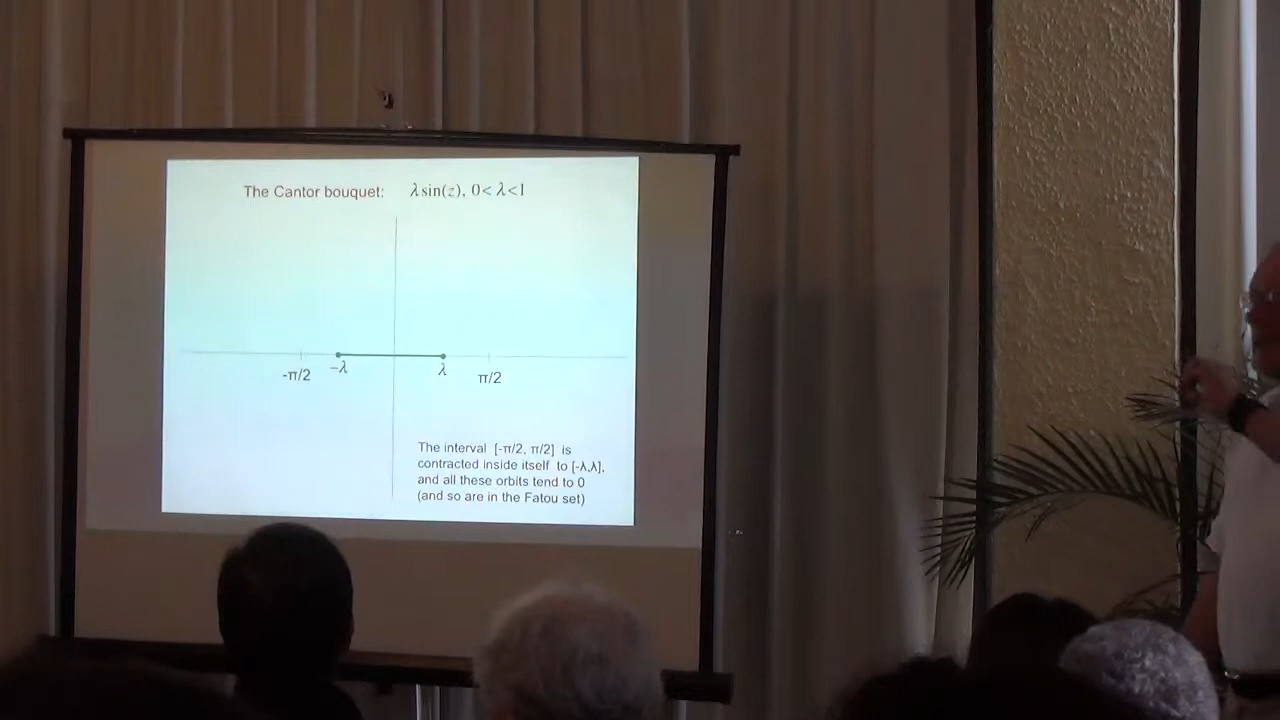 The Cantor bouquet: λ sin(z), 0< λ<1
-π/2 −λ λ π/2
The interval [-π/2, π/2] is
contracted inside itself to [-λ,λ],
and all these orbits tend to 0
(and so are in the Fatou set)